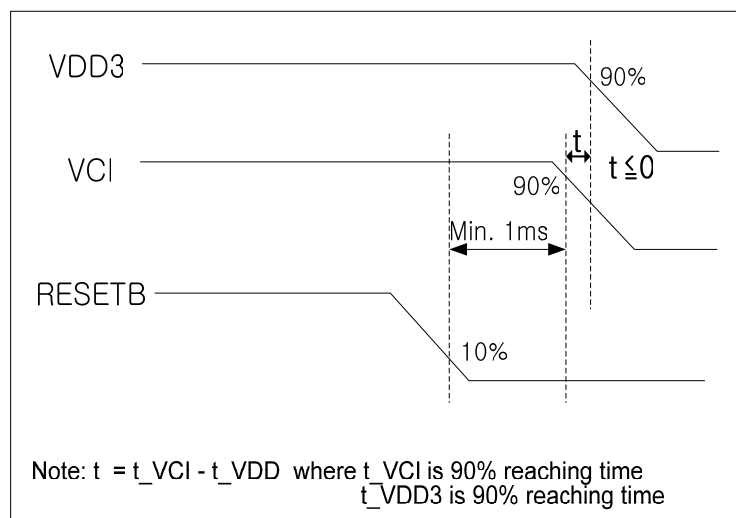 VDD3
90%
t
VCI
t ≦0
90%
Min. 1ms
RESETB
10%
Note: t = t_VCI - t_VDD where t_VCI is 90% reaching time
t_VDD3 is 90% reaching time